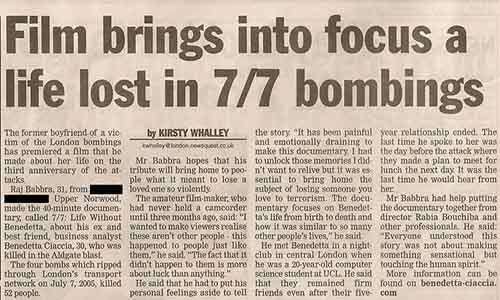 Film brings into focus a
life lost in 7/7 bombings
The former boyfriend of a vic-
tim of the London bombings
has premiered a film that he
made about her life on the
third anniversary of the at-
tacks.
Raj Babbra, 31, from
Upper Norwood,
made the 40-minute documen-
tary, called 7/7: Life Without
Benedetta, about his ex and
best friend, business analyst
Benedetta Ciaccia, 30, who was
killed in the Aldgate blast.
The four bombs which ripped
through London's transport
network on July 7, 2005, killed
52 people.
by KIRSTY WHALLEY
kwhalley@london.newsquest.co.uk
Mr Babbra hopes that his
tribute will bring home to peo-
ple what it meant to lose a
loved one so violently.
The amateur film-maker, who
had never held a camcorder
until three months ago, said: "I
wanted to make viewers realise
these aren't other people - this
happened to people just like
them," he said. "The fact that it
didn't happen to them is more
about luck than anything."
He said that he had to put his
personal feelings aside to tell
the story. "It has been painful
and emotionally draining to
make this documentary. I had
to unlock those memories I did-
n't want to relive but it was es-
sential to bring home the
subject of losing someone you
love to terrorism. The docu-
mentary focuses on Benedet-
ta's life from birth to death and
how it was similar to so many
other people's lives," he said.
He met Benedetta in a night-
club in central London when
he was a 20-year-old computer
science student at UCL. He said
that they remained firm
friends even after their five-
year relationship ended. The
last time he spoke to her was
the day before the attack where
they made a plan to meet for
lunch the next day. It was the
last time he would hear from
her.
Mr Babbra had help putting
the documentary together from
director Rabia Bouchiba and
other professionals. He said:
"Everyone understood this
story was not about making
something sensational but
touching the human spirit."
More information can be
found on benedetta-ciaccia.
com